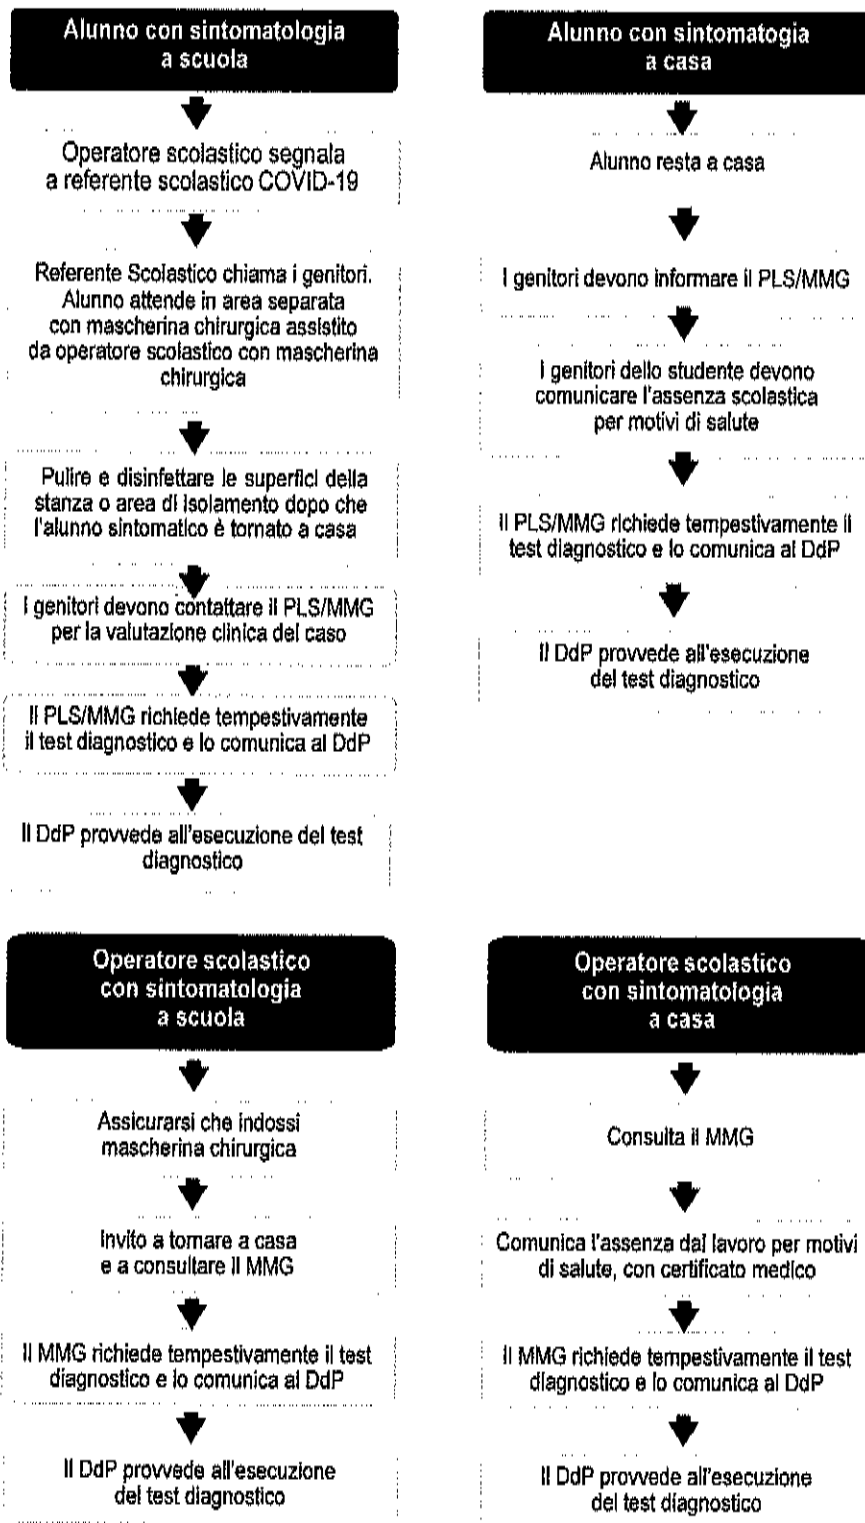 Alunno con sintomatologia
a scuola
Operatore scolastico segnala
a referente scolastico COVID-19
Referente Scolastico chiama i genitori.
Alunno attende in area separata
con mascherina chirurgica assistito
da operatore scolastico con mascherina
chirurgica
Pulire e disinfettare le superfici della
stanza o area di isolamento dopo che
l'alunno sintomatico è tornato a casa
I genitori devono contattare il PLS/MMG
per la valutazione clinica del caso
Il PLS/MMG richiede tempestivamente
il test diagnostico e lo comunica al DdP
Il DdP provvede all'esecuzione del test
diagnostico
Alunno con sintomatogia
a casa
Alunno resta a casa
I genitori devono informare il PLS/MMG
I genitori dello studente devono
comunicare l'assenza scolastica
per motivi di salute
Il PLS/MMG richiede tempestivamente il
test diagnostico e lo comunica al DdP
Il DdP provvede all'esecuzione
del test diagnostico
Operatore scolastico
con sintomatologia
a scuola
Assicurarsi che indossi
mascherina chirurgica
Invito a tornare a casa
e a consultare il MMG
Il MMG richiede tempestivamente il test
diagnostico e lo comunica al DdP
Il DdP provvede all'esecuzione
del test diagnostico
Operatore scolastico
con sintomatologia
a casa
Consulta il MMG
Comunica l'assenza dal lavoro per motivi
di salute, con certificato medico
Il MMG richiede tempestivamente il test
diagnostico e lo comunica al DdP
Il DdP provvede all'esecuzione
del test diagnostico